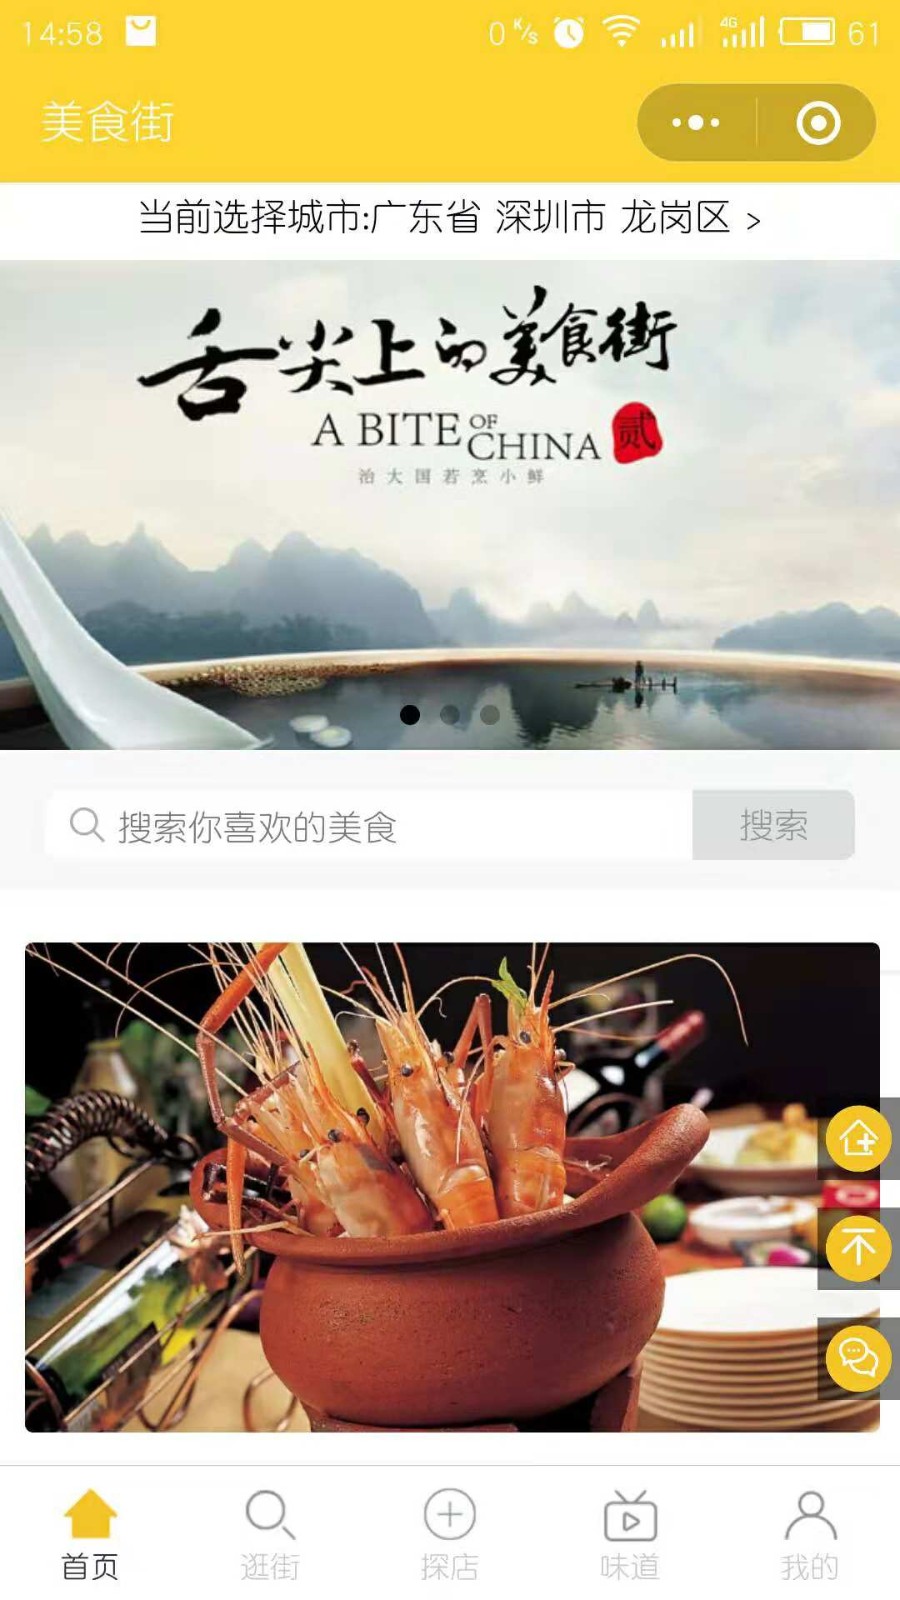 14:58 0 K/s 4G 61
美食街
当前选择城市:广东省 深圳市 龙岗区 >
舌尖上的美食街
A BITE OF CHINA 贰
治大国若烹小鲜
搜索你喜欢的美食 搜索
首页 逛街 探店 味道 我的